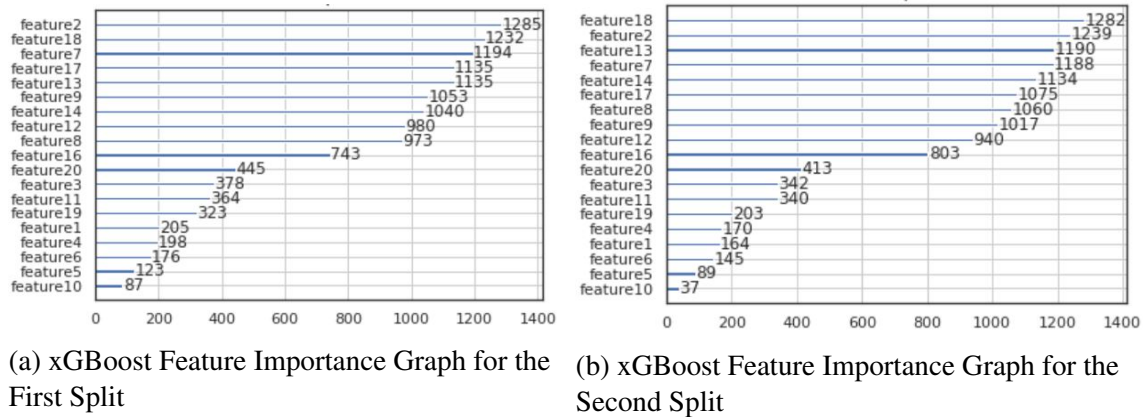 feature2 1285
feature18 1232
feature7 1194
feature17 1135
feature13 1135
feature9 1053
feature14 1040
feature12 980
feature8 973
feature16 743
feature20 445
feature3 378
feature11 364
feature19 323
feature1 205
feature4 198
feature6 176
feature5 123
feature10 87
0 200 400 600 800 1000 1200 1400
(a) xGBoost Feature Importance Graph for the
First Split
feature18 1282
feature2 1239
feature13 1190
feature7 1188
feature14 1134
feature17 1075
feature8 1060
feature9 1017
feature12 940
feature16 803
feature20 413
feature3 342
feature11 340
feature19 203
feature4 170
feature1 164
feature6 145
feature5 89
feature10 37
0 200 400 600 800 1000 1200 1400
(b) xGBoost Feature Importance Graph for the
Second Split